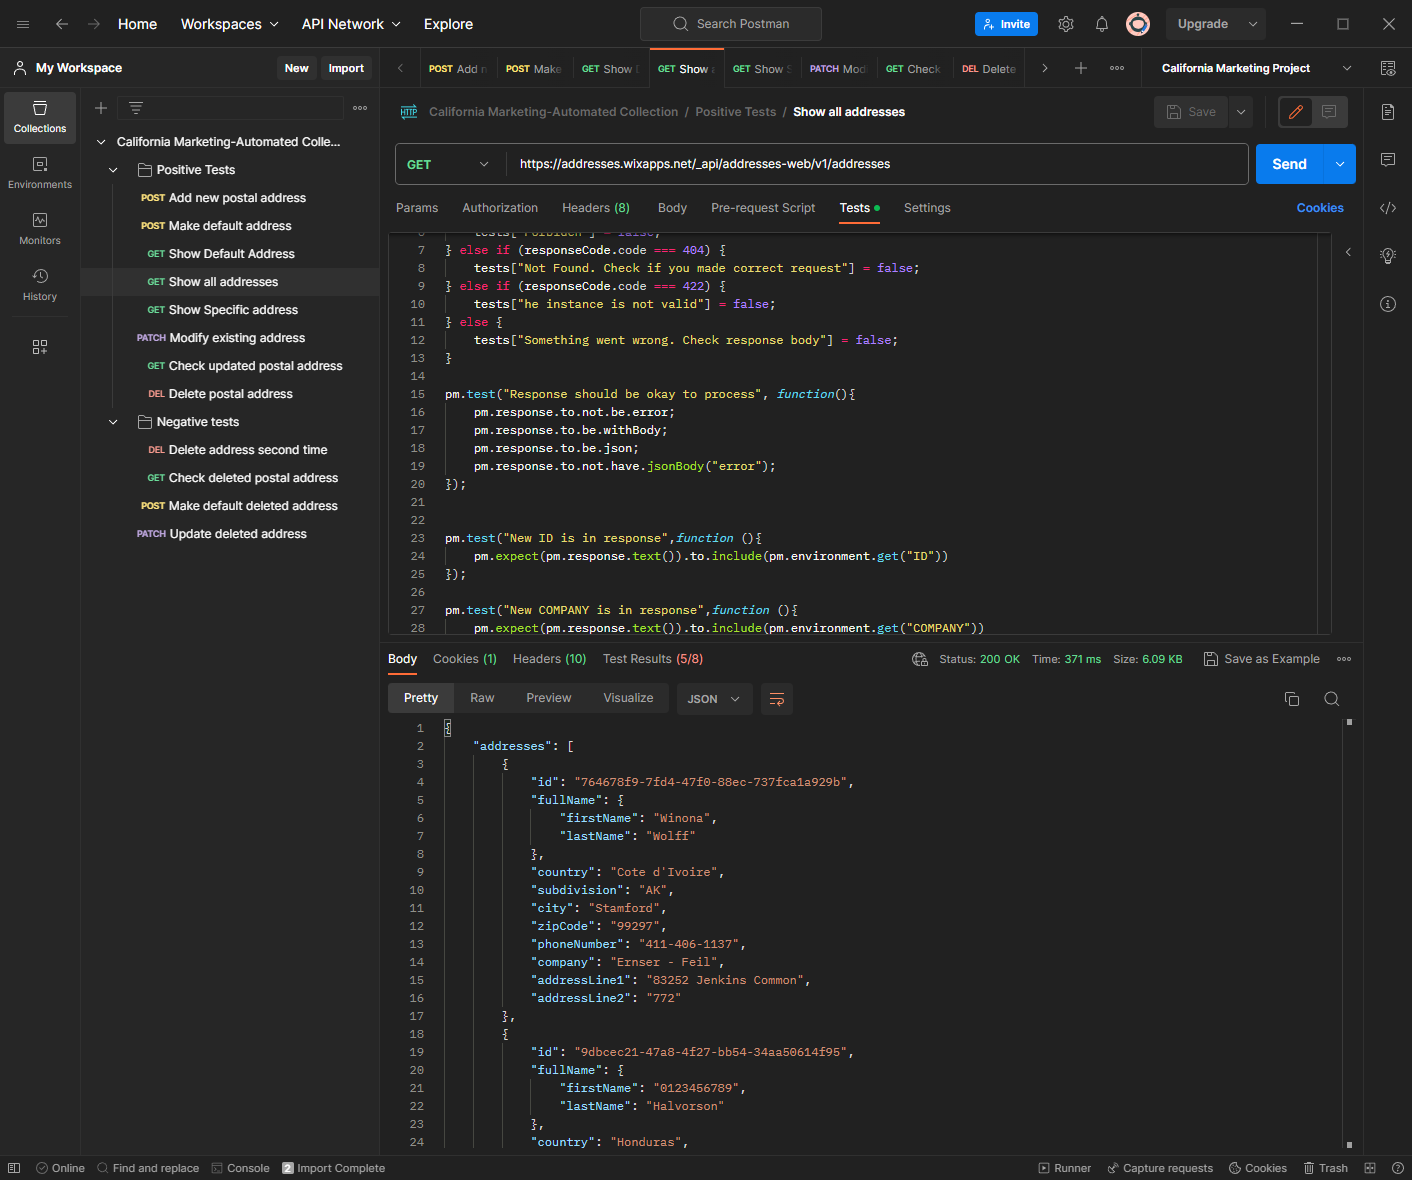 Home
Workspaces
API Network
Explore
Search Postman
Invite
Upgrade
My Workspace
New
Import
POST Add n
POST Make
GET Show D
GET Show a
GET Show S
PATCH Mod
GET Check
DEL Delete
California Marketing Project
Collections
Environments
Monitors
History
California Marketing-Automated Colle...
Positive Tests
POST Add new postal address
POST Make default address
GET Show Default Address
GET Show all addresses
GET Show Specific address
PATCH Modify existing address
GET Check updated postal address
DEL Delete postal address
Negative tests
DEL Delete address second time
GET Check deleted postal address
POST Make default deleted address
PATCH Update deleted address
HTTP California Marketing-Automated Collection / Positive Tests / Show all addresses
Save
GET
https://addresses.wixapps.net/_api/addresses-web/v1/addresses
Send
Params
Authorization
Headers (8)
Body
Pre-request Script
Tests
Settings
Cookies
6 tests["Forbidden"] = false;
7 } else if (responseCode.code === 404) {
8 tests["Not Found. Check if you made correct request"] = false;
9 } else if (responseCode.code === 422) {
10 tests["he instance is not valid"] = false;
11 } else {
12 tests["Something went wrong. Check response body"] = false;
13 }
14
15 pm.test("Response should be okay to process", function(){
16 pm.response.to.not.be.error;
17 pm.response.to.be.withBody;
18 pm.response.to.be.json;
19 pm.response.to.not.have.jsonBody("error");
20 });
21
22
23 pm.test("New ID is in response",function (){
24 pm.expect(pm.response.text()).to.include(pm.environment.get("ID"))
25 });
26
27 pm.test("New COMPANY is in response",function (){
28 pm.expect(pm.response.text()).to.include(pm.environment.get("COMPANY"))
Body
Cookies (1)
Headers (10)
Test Results (5/8)
Status: 200 OK
Time: 371 ms
Size: 6.09 KB
Save as Example
Pretty
Raw
Preview
Visualize
JSON
1 {
2 "addresses": [
3 {
4 "id": "764678f9-7fd4-47f0-88ec-737fca1a929b",
5 "fullName": {
6 "firstName": "Winona",
7 "lastName": "Wolff"
8 },
9 "country": "Cote d'Ivoire",
10 "subdivision": "AK",
11 "city": "Stamford",
12 "zipCode": "99297",
13 "phoneNumber": "411-406-1137",
14 "company": "Ernser - Feil",
15 "addressLine1": "83252 Jenkins Common",
16 "addressLine2": "772"
17 },
18 {
19 "id": "9dbcec21-47a8-4f27-bb54-34aa50614f95",
20 "fullName": {
21 "firstName": "0123456789",
22 "lastName": "Halvorson"
23 },
24 "country": "Honduras",
Online
Find and replace
Console
2 Import Complete
Runner
Capture requests
Cookies
Trash